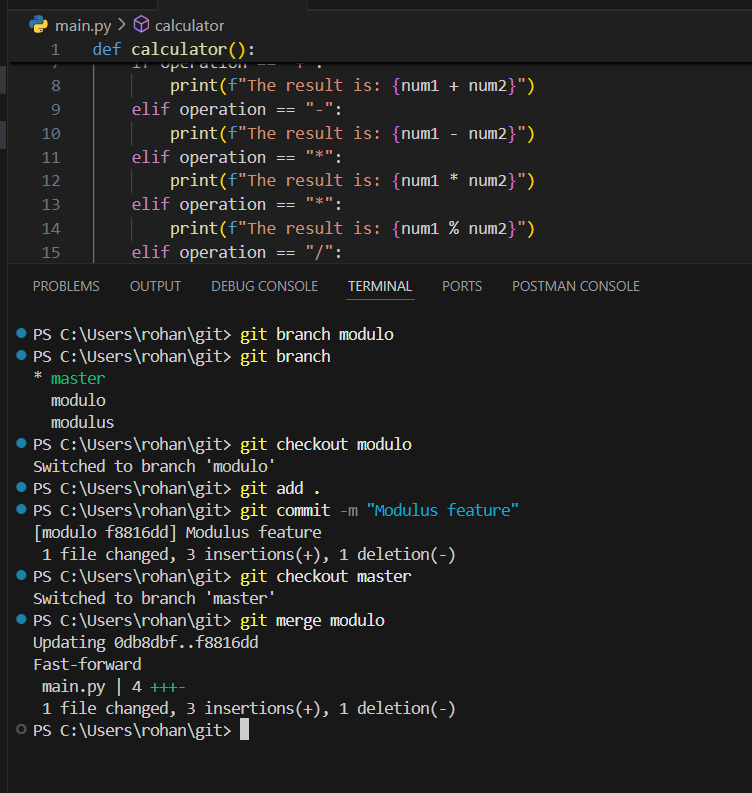 main.py > calculator
1 def calculator():
8 print(f"The result is: {num1 + num2}")
9 elif operation == "-":
10 print(f"The result is: {num1 - num2}")
11 elif operation == "*":
12 print(f"The result is: {num1 * num2}")
13 elif operation == "*":
14 print(f"The result is: {num1 % num2}")
15 elif operation == "/":
PROBLEMS OUTPUT DEBUG CONSOLE TERMINAL PORTS POSTMAN CONSOLE
PS C:\Users\rohan\git> git branch modulo
PS C:\Users\rohan\git> git branch
* master
modulo
modulus
PS C:\Users\rohan\git> git checkout modulo
Switched to branch 'modulo'
PS C:\Users\rohan\git> git add .
PS C:\Users\rohan\git> git commit -m "Modulus feature"
[modulo f8816dd] Modulus feature
1 file changed, 3 insertions(+), 1 deletion(-)
PS C:\Users\rohan\git> git checkout master
Switched to branch 'master'
PS C:\Users\rohan\git> git merge modulo
Updating 0db8dbf..f8816dd
Fast-forward
main.py | 4 +++-
1 file changed, 3 insertions(+), 1 deletion(-)
PS C:\Users\rohan\git>